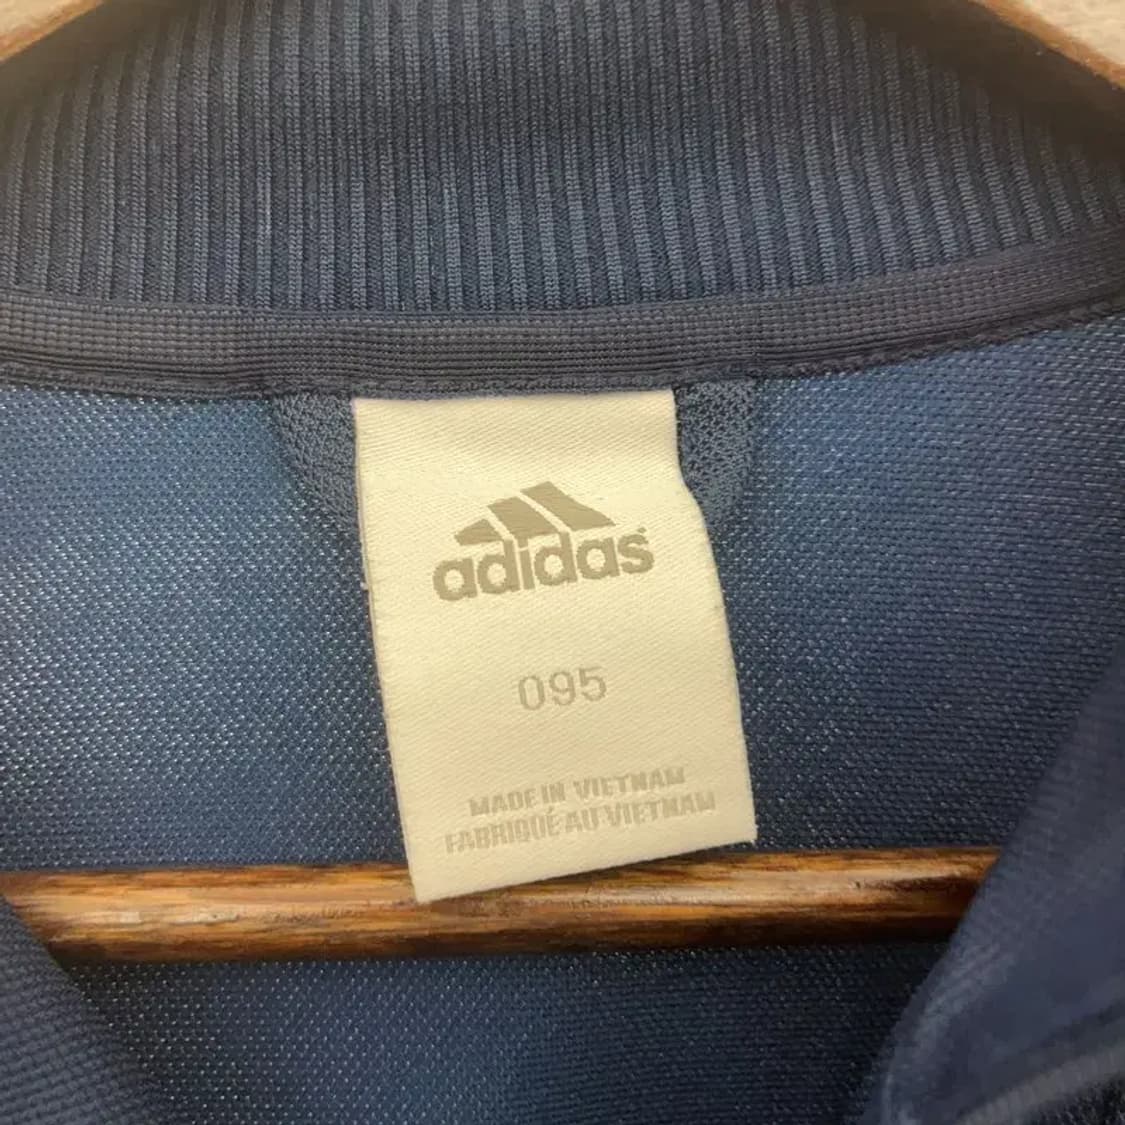 adidas
095
MADE IN VIETNAM
FABRIQUÉ AU VIETNAM